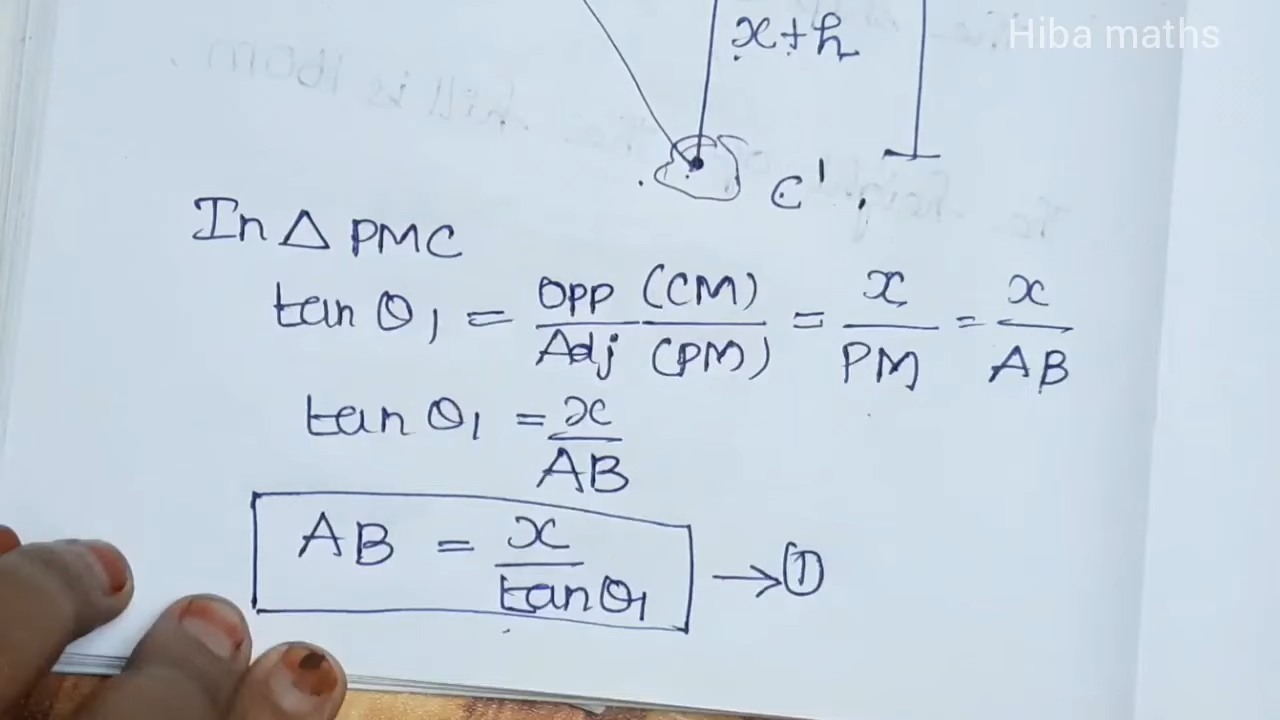 Hiba maths
x+h
C'.
In △ PMC
tan θ₁ = Opp (CM) / Adj (PM) = x / PM = x / AB
tan θ₁ = x / AB
AB = x / tan θ₁ → ①